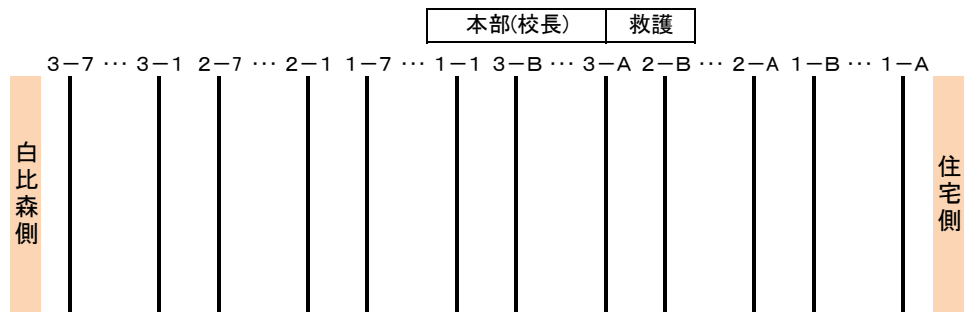 本部(校長) 救護
3－7 … 3－1 2－7 … 2－1 1－7 … 1－1 3－B … 3－A 2－B … 2－A 1－B … 1－A
白比森側
住宅側